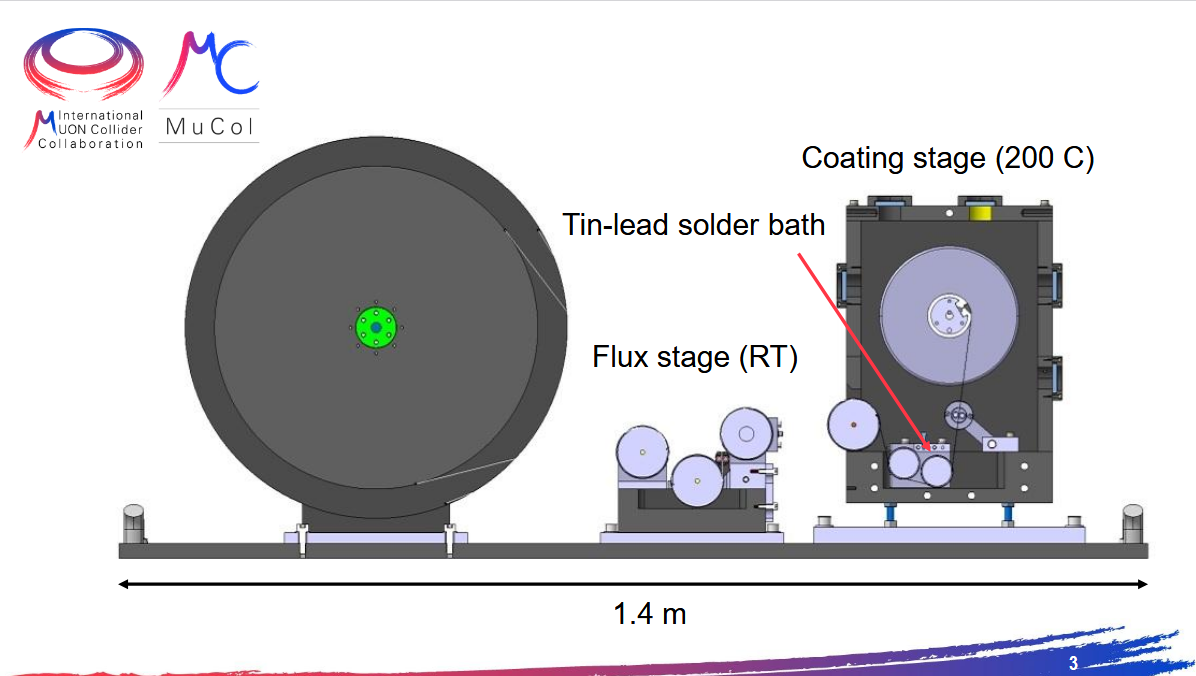 International
MUON Collider
Collaboration
MuCol
Coating stage (200 C)
Tin-lead solder bath
Flux stage (RT)
1.4 m
3